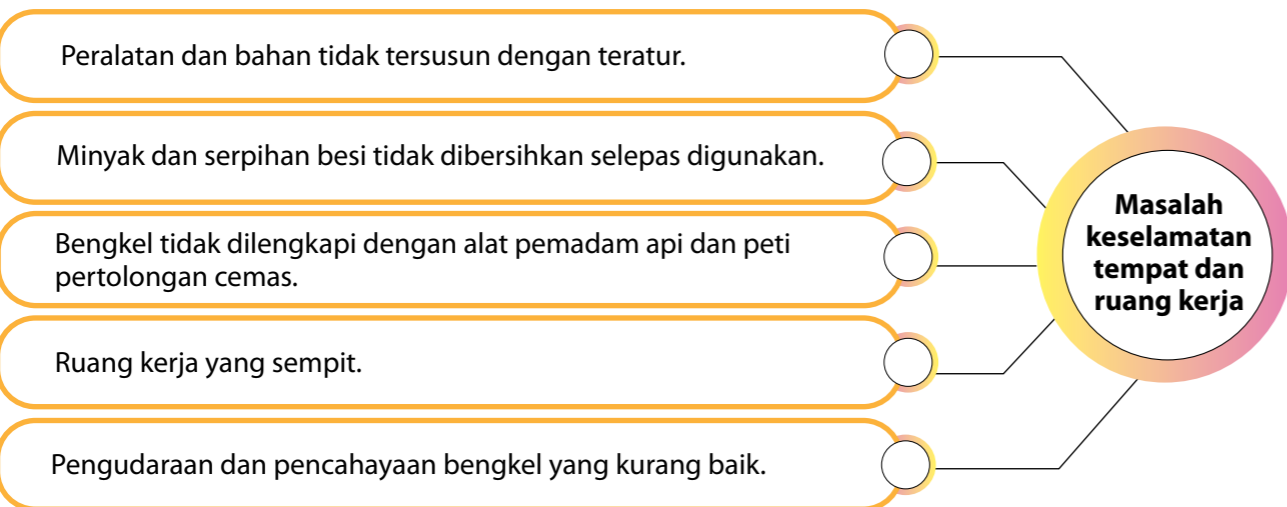 Peralatan dan bahan tidak tersusun dengan teratur.
Minyak dan serpihan besi tidak dibersihkan selepas digunakan.
Bengkel tidak dilengkapi dengan alat pemadam api dan peti
pertolongan cemas.
Ruang kerja yang sempit.
Pengudaraan dan pencahayaan bengkel yang kurang baik.
Masalah
keselamatan
tempat dan
ruang kerja